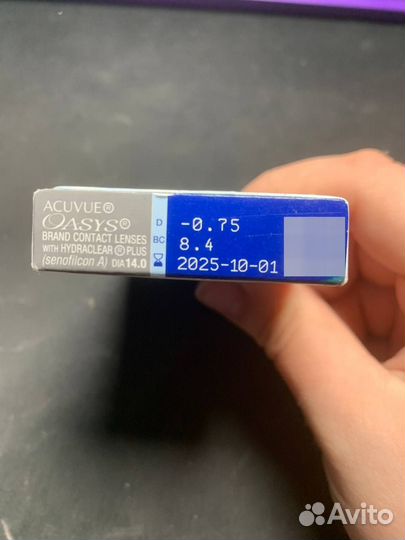 ACUVUE®
OASYS®
BRAND CONTACT LENSES
WITH HYDRACLEAR® PLUS
(senofilcon A) DIA 14.0
D -0.75
BC 8.4
2025-10-01
Avito